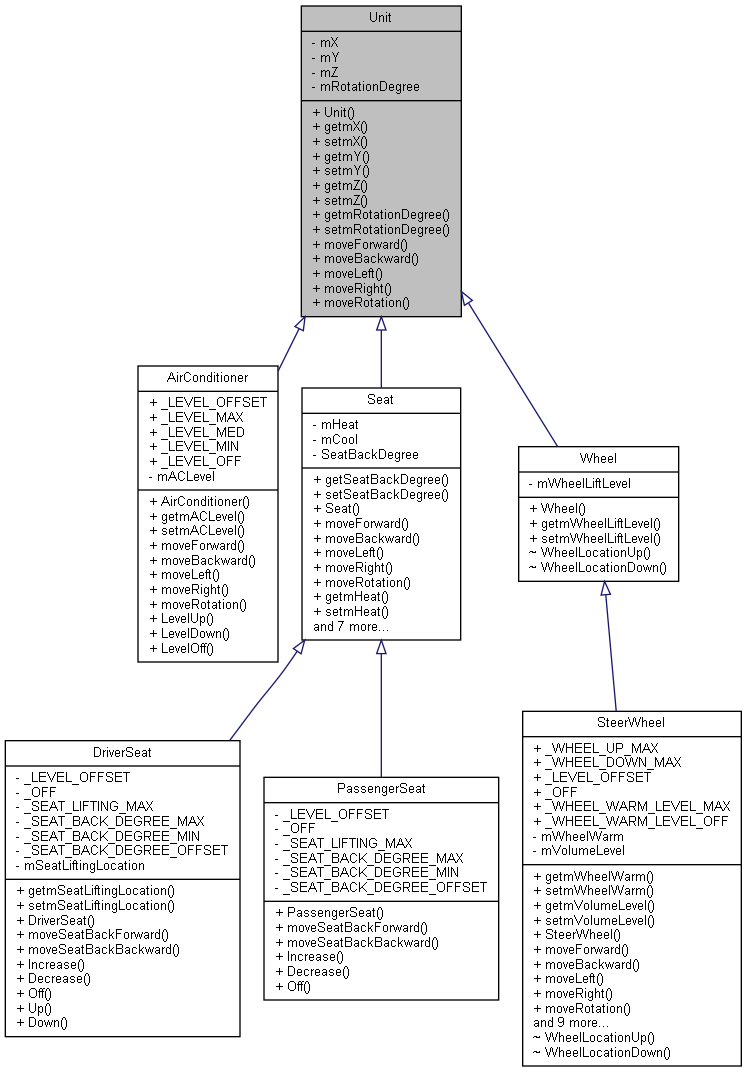 Unit
- mX
- mY
- mZ
- mRotationDegree
+ Unit()
+ getmX()
+ setmX()
+ getmY()
+ setmY()
+ getmZ()
+ setmZ()
+ getmRotationDegree()
+ setmRotationDegree()
+ moveForward()
+ moveBackward()
+ moveLeft()
+ moveRight()
+ moveRotation()
AirConditioner
+ _LEVEL_OFFSET
+ _LEVEL_MAX
+ _LEVEL_MED
+ _LEVEL_MIN
+ _LEVEL_OFF
- mACLevel
+ AirConditioner()
+ getmACLevel()
+ setmACLevel()
+ moveForward()
+ moveBackward()
+ moveLeft()
+ moveRight()
+ moveRotation()
+ LevelUp()
+ LevelDown()
+ LevelOff()
Seat
- mHeat
- mCool
- SeatBackDegree
+ getSeatBackDegree()
+ setSeatBackDegree()
+ Seat()
+ moveForward()
+ moveBackward()
+ moveLeft()
+ moveRight()
+ moveRotation()
+ getmHeat()
+ setmHeat()
and 7 more...
Wheel
- mWheelLiftLevel
+ Wheel()
+ getmWheelLiftLevel()
+ setmWheelLiftLevel()
~ WheelLocationUp()
~ WheelLocationDown()
DriverSeat
- _LEVEL_OFFSET
- _OFF
- _SEAT_LIFTING_MAX
- _SEAT_BACK_DEGREE_MAX
- _SEAT_BACK_DEGREE_MIN
- _SEAT_BACK_DEGREE_OFFSET
- mSeatLiftingLocation
+ getmSeatLiftingLocation()
+ setmSeatLiftingLocation()
+ DriverSeat()
+ moveSeatBackForward()
+ moveSeatBackBackward()
+ Increase()
+ Decrease()
+ Off()
+ Up()
+ Down()
PassengerSeat
- _LEVEL_OFFSET
- _OFF
- _SEAT_LIFTING_MAX
- _SEAT_BACK_DEGREE_MAX
- _SEAT_BACK_DEGREE_MIN
- _SEAT_BACK_DEGREE_OFFSET
+ PassengerSeat()
+ moveSeatBackForward()
+ moveSeatBackBackward()
+ Increase()
+ Decrease()
+ Off()
SteerWheel
+ _WHEEL_UP_MAX
+ _WHEEL_DOWN_MAX
+ _LEVEL_OFFSET
+ _OFF
+ _WHEEL_WARM_LEVEL_MAX
+ _WHEEL_WARM_LEVEL_OFF
- mWheelWarm
- mVolumeLevel
+ getmWheelWarm()
+ setmWheelWarm()
+ getmVolumeLevel()
+ setmVolumeLevel()
+ SteerWheel()
+ moveForward()
+ moveBackward()
+ moveLeft()
+ moveRight()
+ moveRotation()
and 9 more...
~ WheelLocationUp()
~ WheelLocationDown()